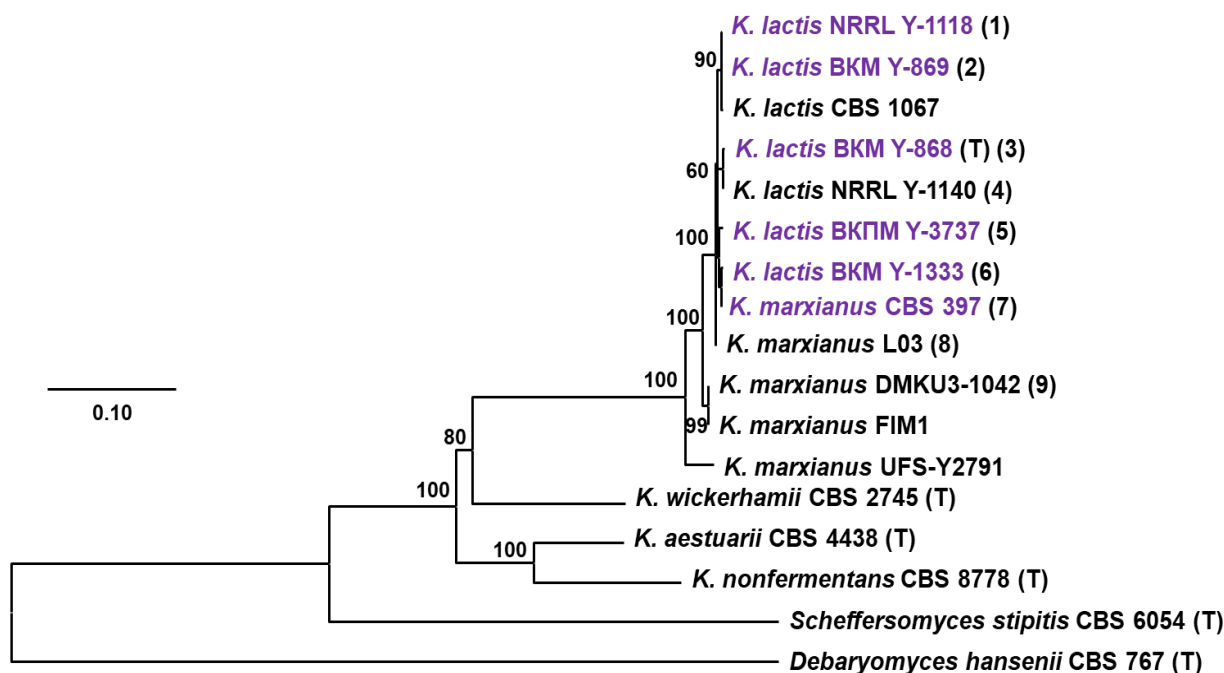 K. lactis NRRL Y-1118 (1)
90
K. lactis ВКМ Y-869 (2)
K. lactis CBS 1067
K. lactis ВКМ Y-868 (T) (3)
60
K. lactis NRRL Y-1140 (4)
K. lactis ВКПМ Y-3737 (5)
100
K. lactis ВКМ Y-1333 (6)
K. marxianus CBS 397 (7)
100
K. marxianus L03 (8)
100
K. marxianus DMKU3-1042 (9)
0.10
99
K. marxianus FIM1
80
K. marxianus UFS-Y2791
100
K. wickerhamii CBS 2745 (T)
K. aestuarii CBS 4438 (T)
100
K. nonfermentans CBS 8778 (T)
Scheffersomyces stipitis CBS 6054 (T)
Debaryomyces hansenii CBS 767 (T)